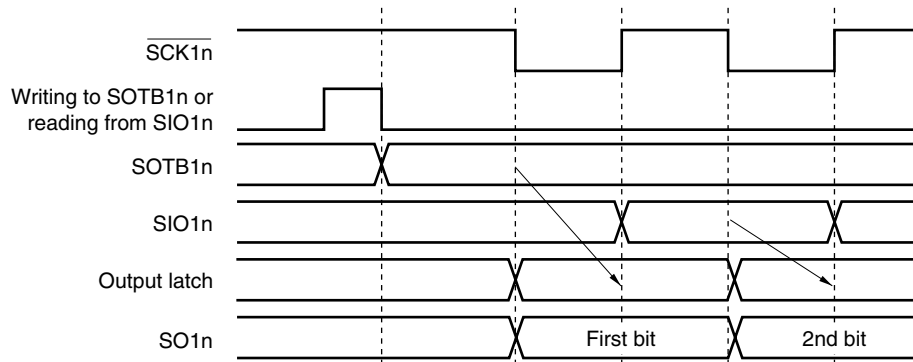 SCK1n
Writing to SOTB1n or
reading from SIO1n
SOTB1n
SIO1n
Output latch
SO1n First bit 2nd bit